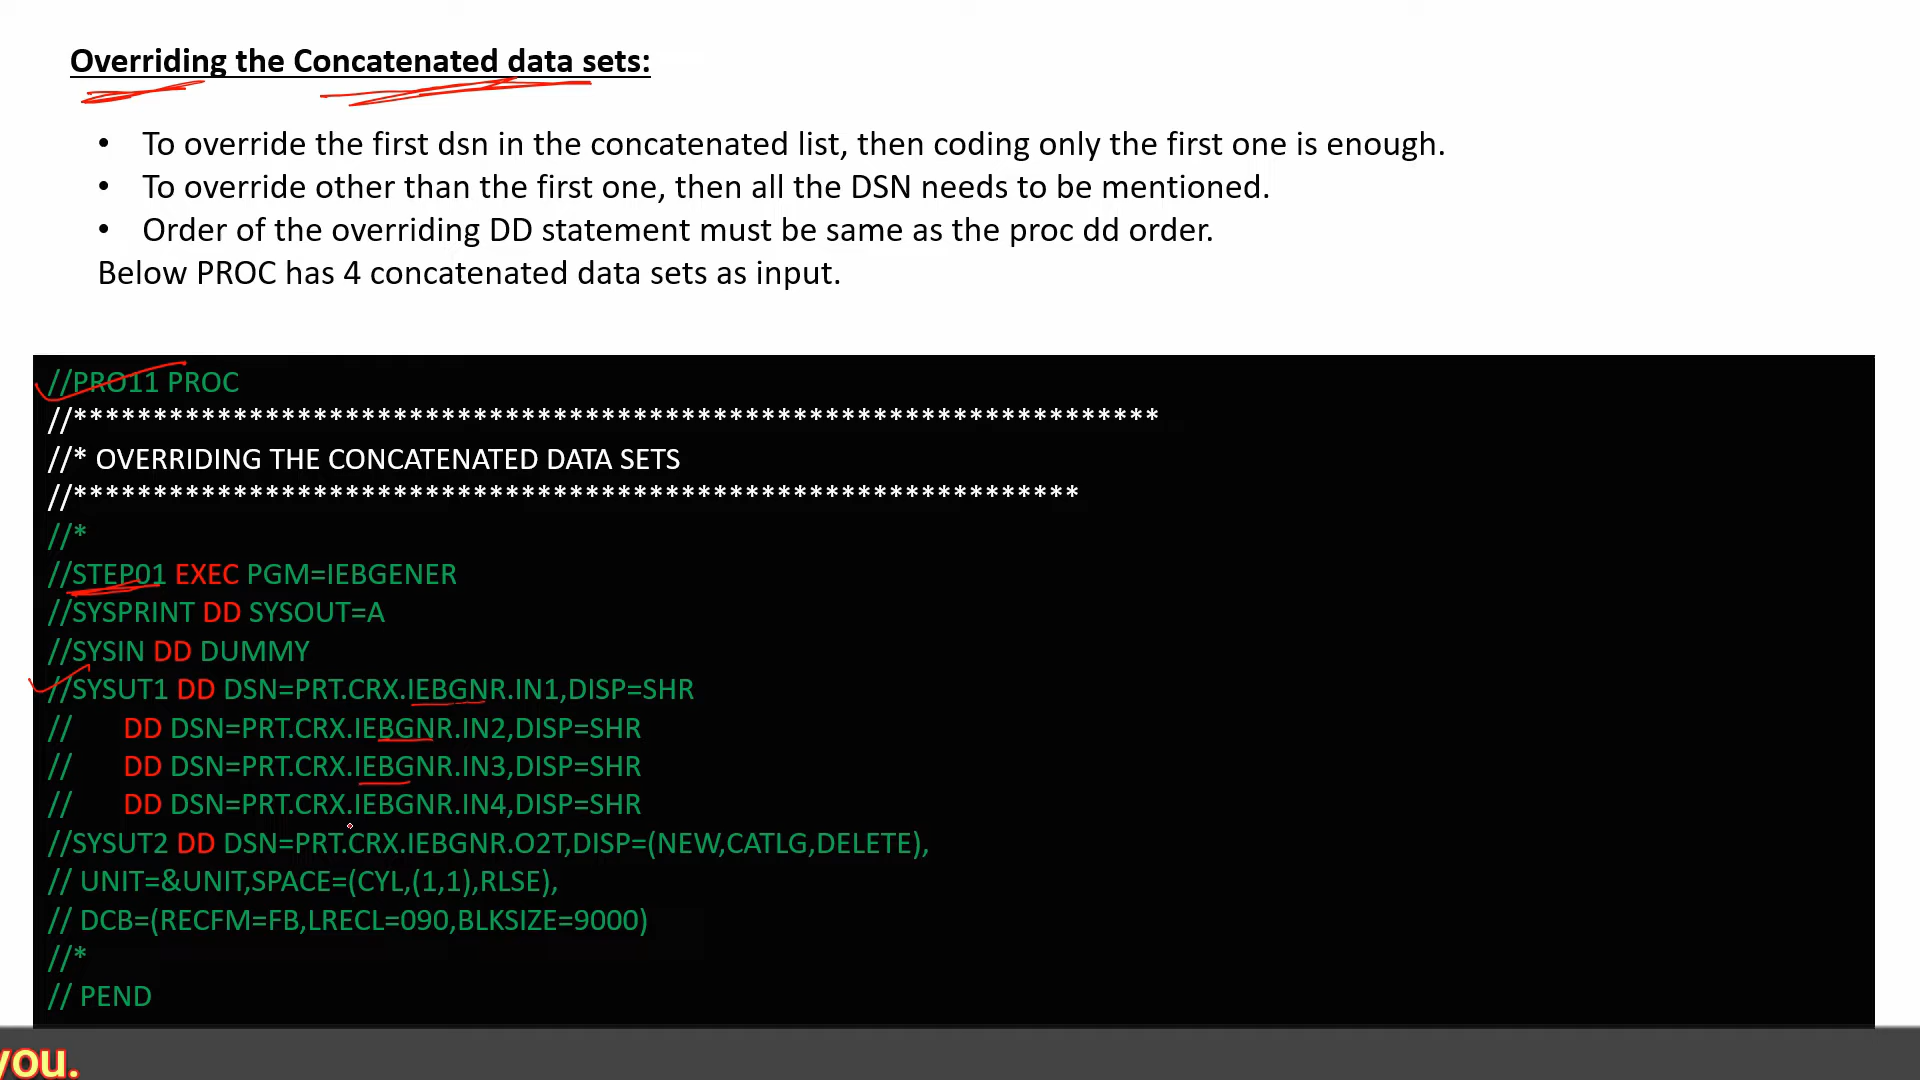 Overriding the Concatenated data sets:
• To override the first dsn in the concatenated list, then coding only the first one is enough.
• To override other than the first one, then all the DSN needs to be mentioned.
• Order of the overriding DD statement must be same as the proc dd order.
Below PROC has 4 concatenated data sets as input.
//PRO11 PROC
//********************************************************************
//* OVERRIDING THE CONCATENATED DATA SETS
//***************************************************************
//*
//STEP01 EXEC PGM=IEBGENER
//SYSPRINT DD SYSOUT=A
//SYSIN DD DUMMY
//SYSUT1 DD DSN=PRT.CRX.IEBGNR.IN1,DISP=SHR
// DD DSN=PRT.CRX.IEBGNR.IN2,DISP=SHR
// DD DSN=PRT.CRX.IEBGNR.IN3,DISP=SHR
// DD DSN=PRT.CRX.IEBGNR.IN4,DISP=SHR
//SYSUT2 DD DSN=PRT.CRX.IEBGNR.O2T,DISP=(NEW,CATLG,DELETE),
// UNIT=&UNIT,SPACE=(CYL,(1,1),RLSE),
// DCB=(RECFM=FB,LRECL=090,BLKSIZE=9000)
//*
// PEND
you.